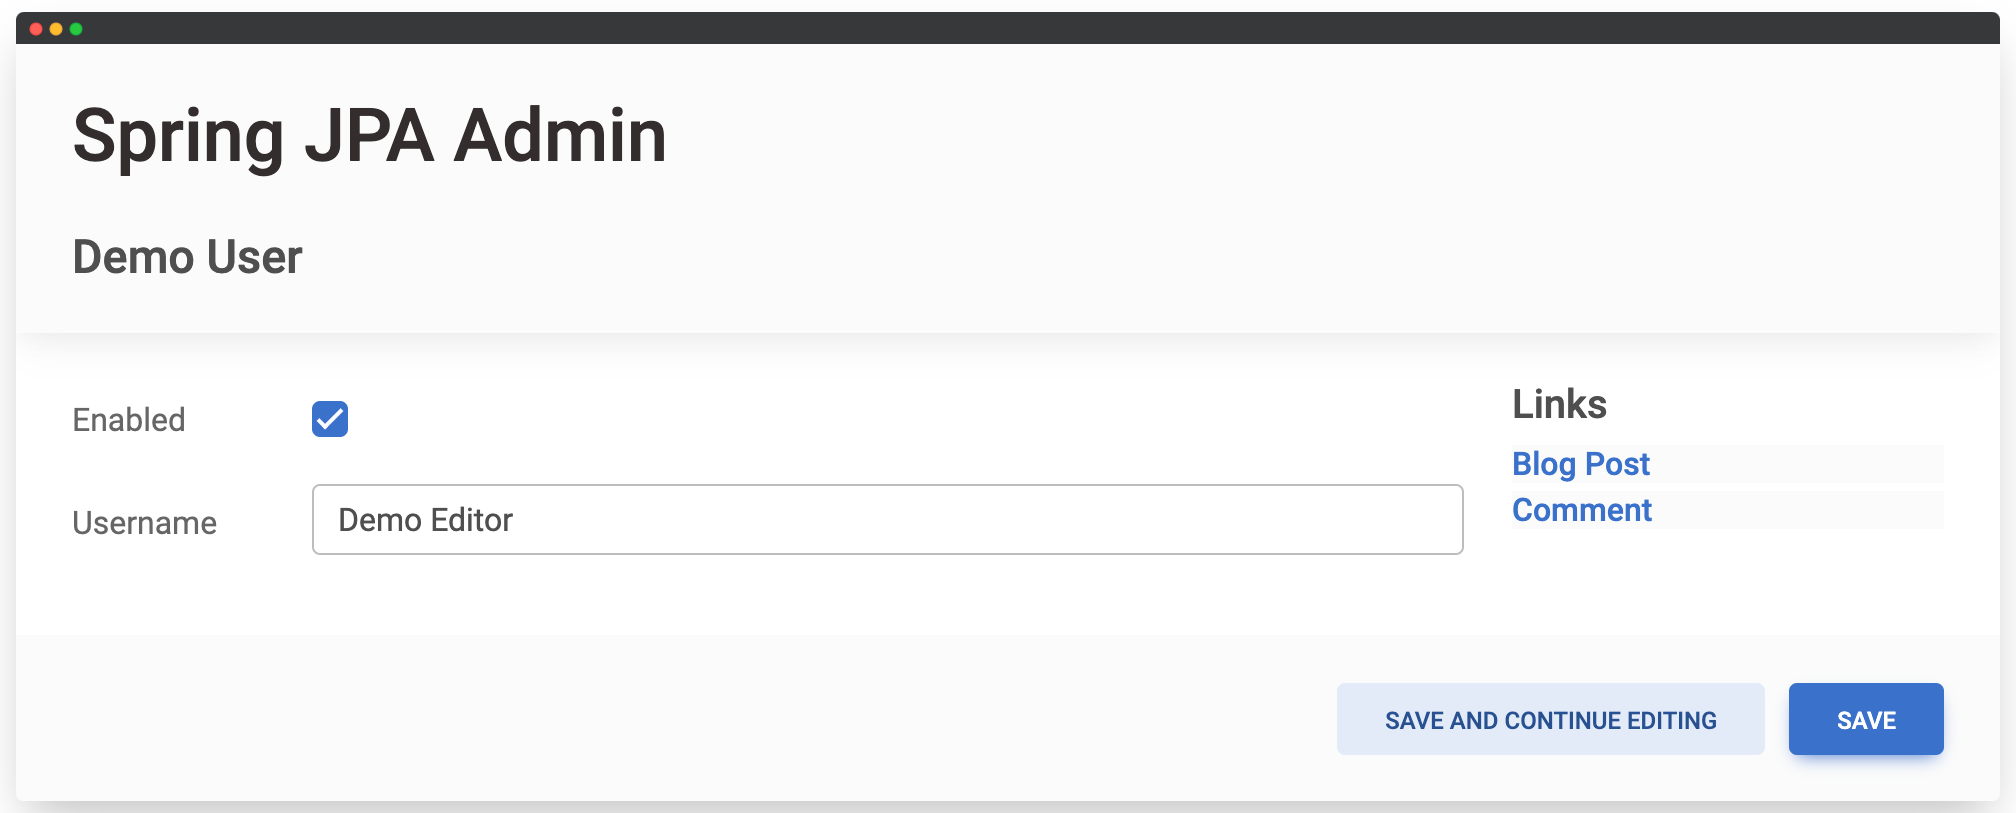 Spring JPA Admin
Demo User
Enabled
Username
Demo Editor
Links
Blog Post
Comment
SAVE AND CONTINUE EDITING
SAVE